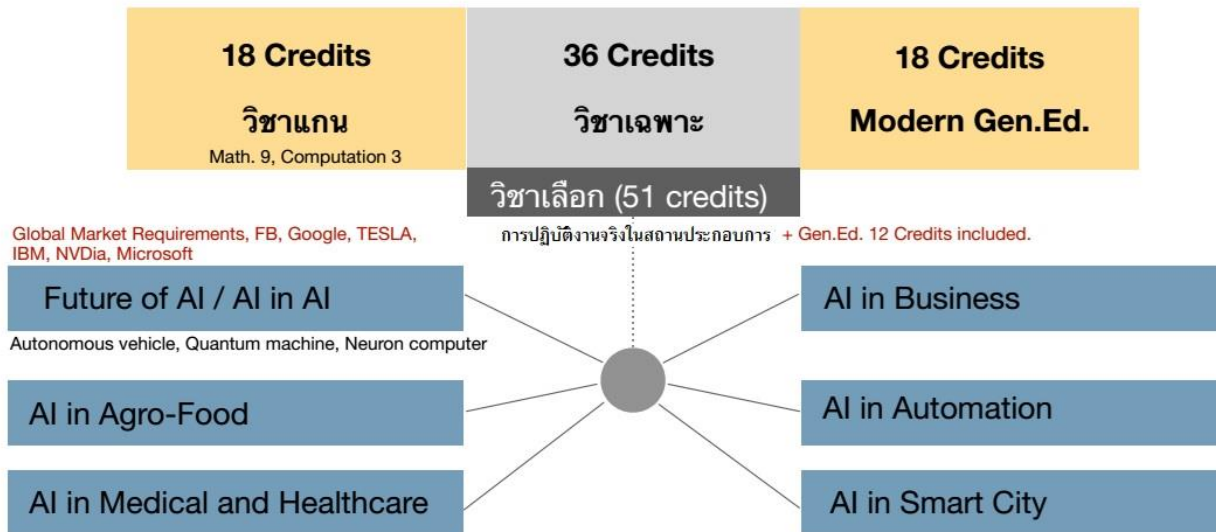 18 Credits
วิชาแกน
Math. 9, Computation 3
36 Credits
วิชาเฉพาะ
18 Credits
Modern Gen.Ed.
วิชาเลือก (51 credits)
การปฏิบัติงานจริงในสถานประกอบการ + Gen.Ed. 12 Credits included.
Global Market Requirements, FB, Google, TESLA,
IBM, NVDia, Microsoft
Future of AI / AI in AI
Autonomous vehicle, Quantum machine, Neuron computer
AI in Agro-Food
AI in Medical and Healthcare
AI in Business
AI in Automation
AI in Smart City